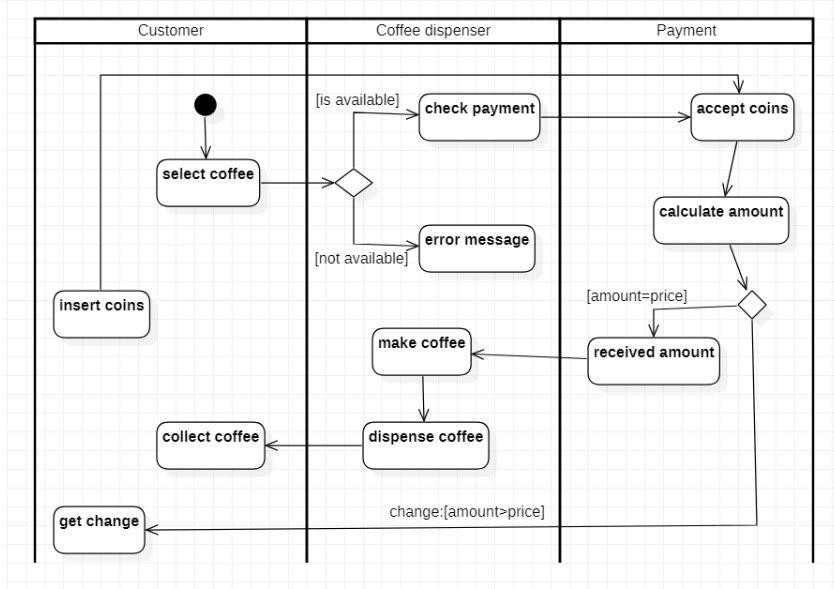 Customer
Coffee dispenser
Payment
[is available]
check payment
accept coins
select coffee
calculate amount
error message
[not available]
insert coins
[amount=price]
make coffee
received amount
collect coffee
dispense coffee
change:[amount>price]
get change